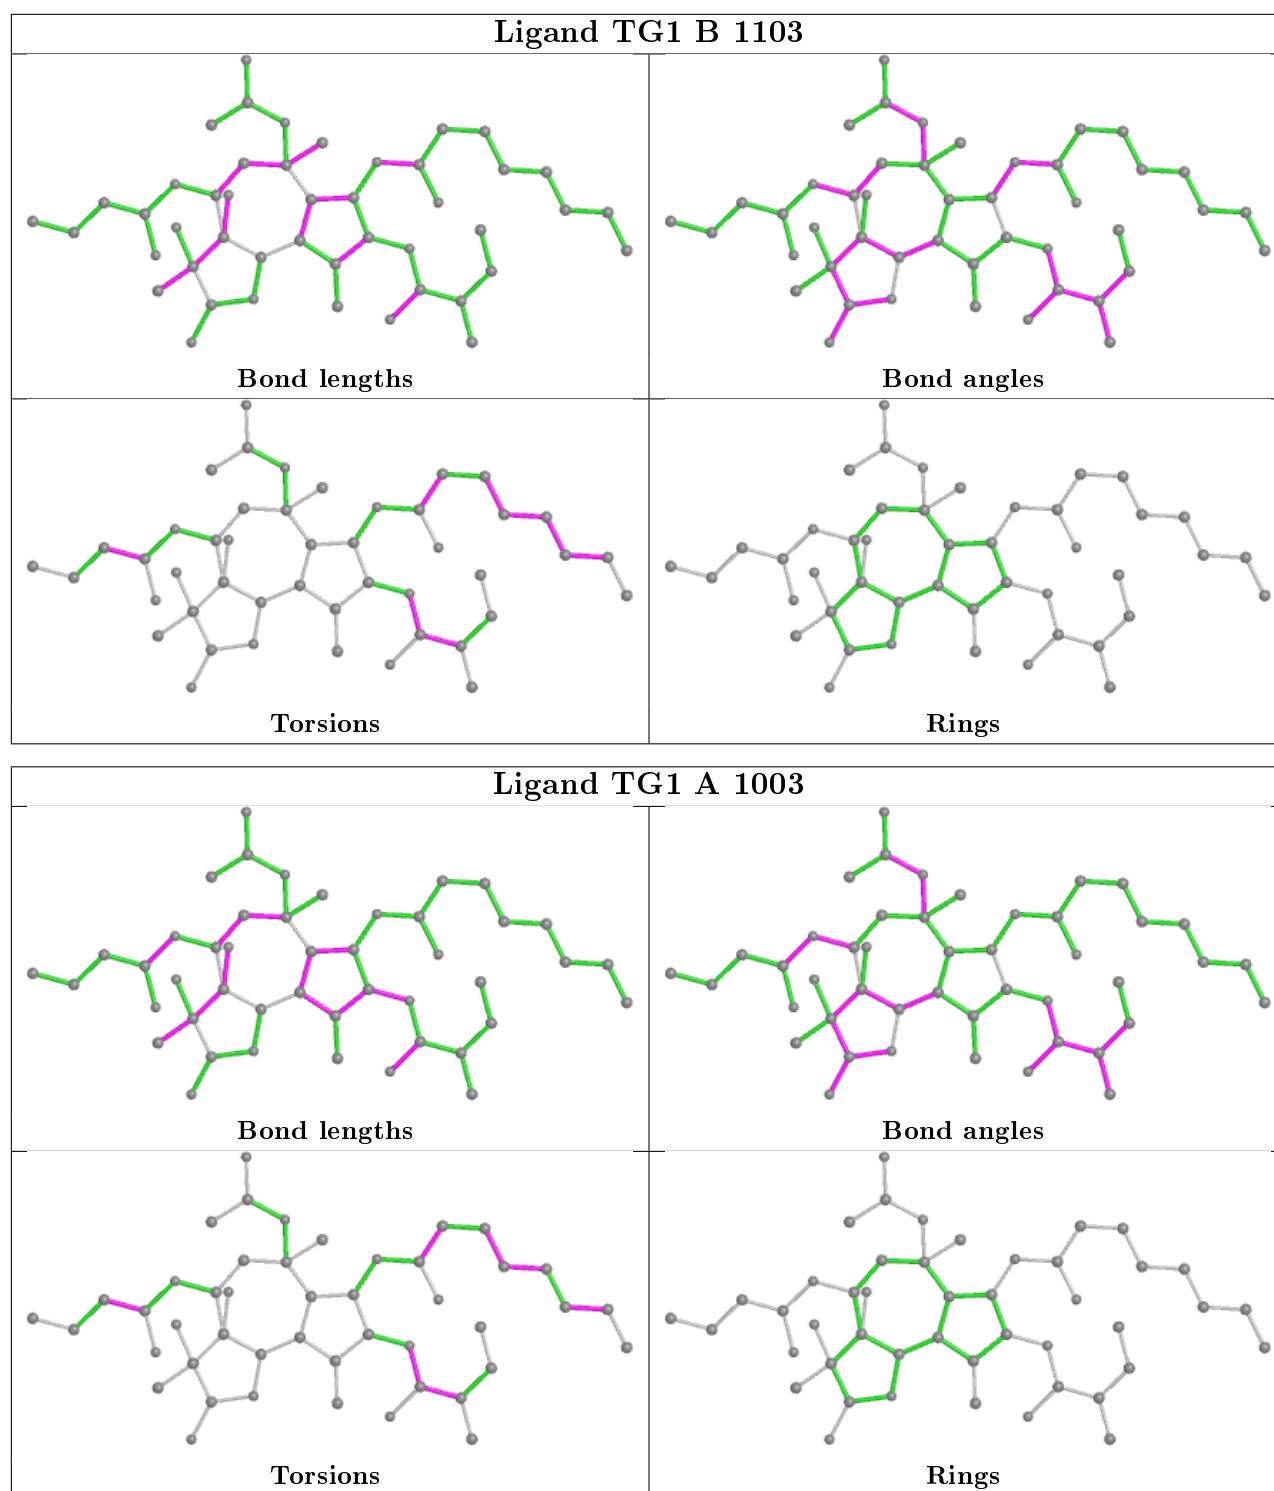 Ligand TG1 B 1103
Bond lengths
Bond angles
Torsions
Rings
Ligand TG1 A 1003
Bond lengths
Bond angles
Torsions
Rings